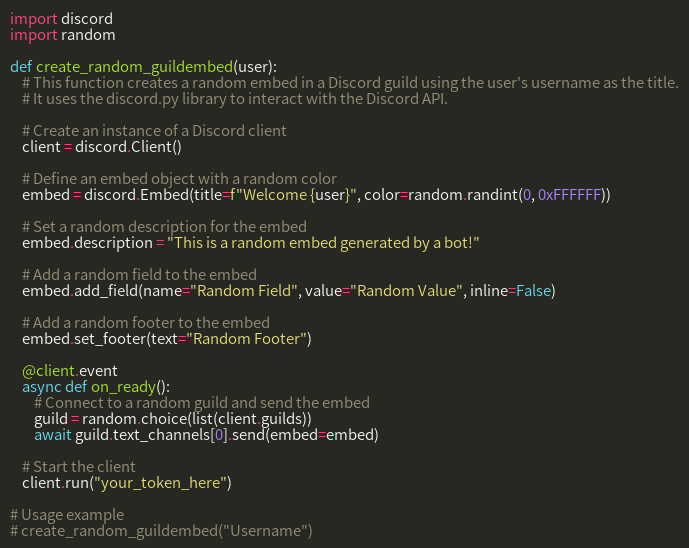 import discord
import random

def create_random_guildembed(user):
    # This function creates a random embed in a Discord guild using the user's username as the title.
    # It uses the discord.py library to interact with the Discord API.

    # Create an instance of a Discord client
    client = discord.Client()

    # Define an embed object with a random color
    embed = discord.Embed(title=f"Welcome {user}", color=random.randint(0, 0xFFFFFF))

    # Set a random description for the embed
    embed.description = "This is a random embed generated by a bot!"

    # Add a random field to the embed
    embed.add_field(name="Random Field", value="Random Value", inline=False)

    # Add a random footer to the embed
    embed.set_footer(text="Random Footer")

    @client.event
    async def on_ready():
        # Connect to a random guild and send the embed
        guild = random.choice(list(client.guilds))
        await guild.text_channels[0].send(embed=embed)

    # Start the client
    client.run("your_token_here")

# Usage example
# create_random_guildembed("Username")